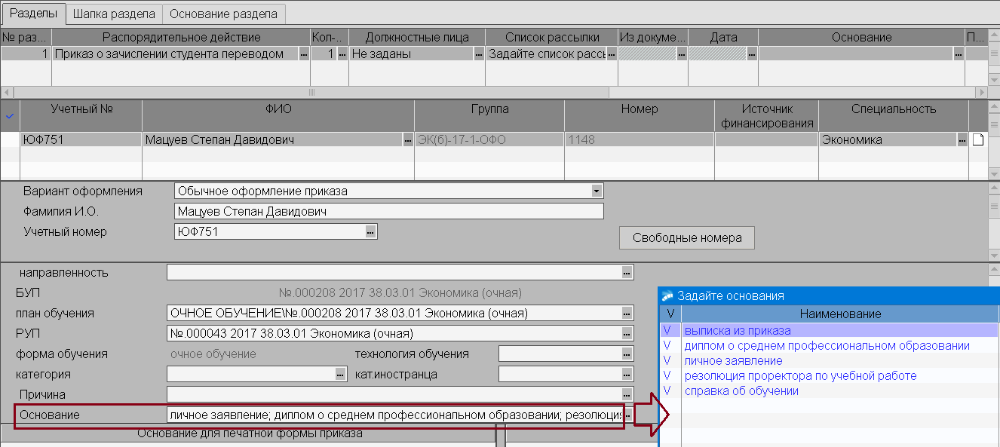 Разделы Шапка раздела Основание раздела
№ раз... Распорядительное действие Кол-... Должностные лица Список рассылки Из докуме... Дата Основание П...
1 Приказ о зачислении студента переводом ... 1 ... Не заданы ... Задайте список рассы ... ... ... ...
Учетный № ФИО Группа Номер Источник финансирования Специальность
ЮФ751 Мацуев Степан Давидович ... ЭК(б)-17-1-ОФО 1148 Экономика ...
Вариант оформления Обычное оформление приказа
Фамилия И.О. Мацуев Степан Давидович
Учетный номер ЮФ751 ... Свободные номера
направленность ...
БУП №.000208 2017 38.03.01 Экономика (очная)
план обучения ОЧНОЕ ОБУЧЕНИЕ\№.000208 2017 38.03.01 Экономика (очная) ...
РУП №.000043 2017 38.03.01 Экономика (очная) ...
форма обучения очное обучение технология обучения ...
категория ... кат.иностранца ...
Причина ...
Основание личное заявление; диплом о среднем профессиональном образовании; резолюция ...
Основание для печатной формы приказа
Задайте основания
V Наименование
V выписка из приказа
V диплом о среднем профессиональном образовании
V личное заявление
V резолюция проректора по учебной работе
V справка об обучении